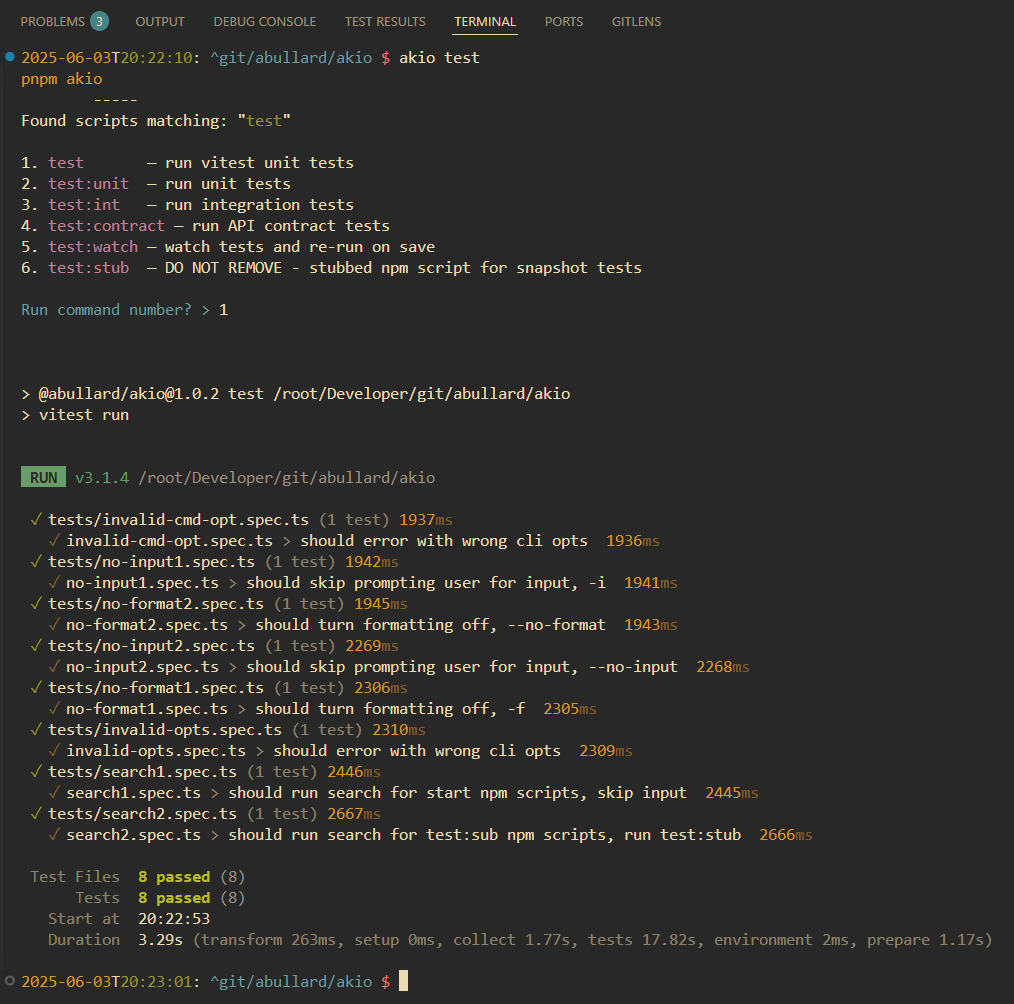 PROBLEMS 3 OUTPUT DEBUG CONSOLE TEST RESULTS TERMINAL PORTS GITLENS
2025-06-03T20:22:10: ^git/abullard/akio $ akio test
pnpm akio
-----
Found scripts matching: "test"
1. test — run vitest unit tests
2. test:unit — run unit tests
3. test:int — run integration tests
4. test:contract — run API contract tests
5. test:watch — watch tests and re-run on save
6. test:stub — DO NOT REMOVE - stubbed npm script for snapshot tests
Run command number? > 1
> @abullard/akio@1.0.2 test /root/Developer/git/abullard/akio
> vitest run
RUN v3.1.4 /root/Developer/git/abullard/akio
✓ tests/invalid-cmd-opt.spec.ts (1 test) 1937ms
✓ invalid-cmd-opt.spec.ts > should error with wrong cli opts 1936ms
✓ tests/no-input1.spec.ts (1 test) 1942ms
✓ no-input1.spec.ts > should skip prompting user for input, -i 1941ms
✓ tests/no-format2.spec.ts (1 test) 1945ms
✓ no-format2.spec.ts > should turn formatting off, --no-format 1943ms
✓ tests/no-input2.spec.ts (1 test) 2269ms
✓ no-input2.spec.ts > should skip prompting user for input, --no-input 2268ms
✓ tests/no-format1.spec.ts (1 test) 2306ms
✓ no-format1.spec.ts > should turn formatting off, -f 2305ms
✓ tests/invalid-opts.spec.ts (1 test) 2310ms
✓ invalid-opts.spec.ts > should error with wrong cli opts 2309ms
✓ tests/search1.spec.ts (1 test) 2446ms
✓ search1.spec.ts > should run search for start npm scripts, skip input 2445ms
✓ tests/search2.spec.ts (1 test) 2667ms
✓ search2.spec.ts > should run search for test:sub npm scripts, run test:stub 2666ms
Test Files 8 passed (8)
Tests 8 passed (8)
Start at 20:22:53
Duration 3.29s (transform 263ms, setup 0ms, collect 1.77s, tests 17.82s, environment 2ms, prepare 1.17s)
2025-06-03T20:23:01: ^git/abullard/akio $